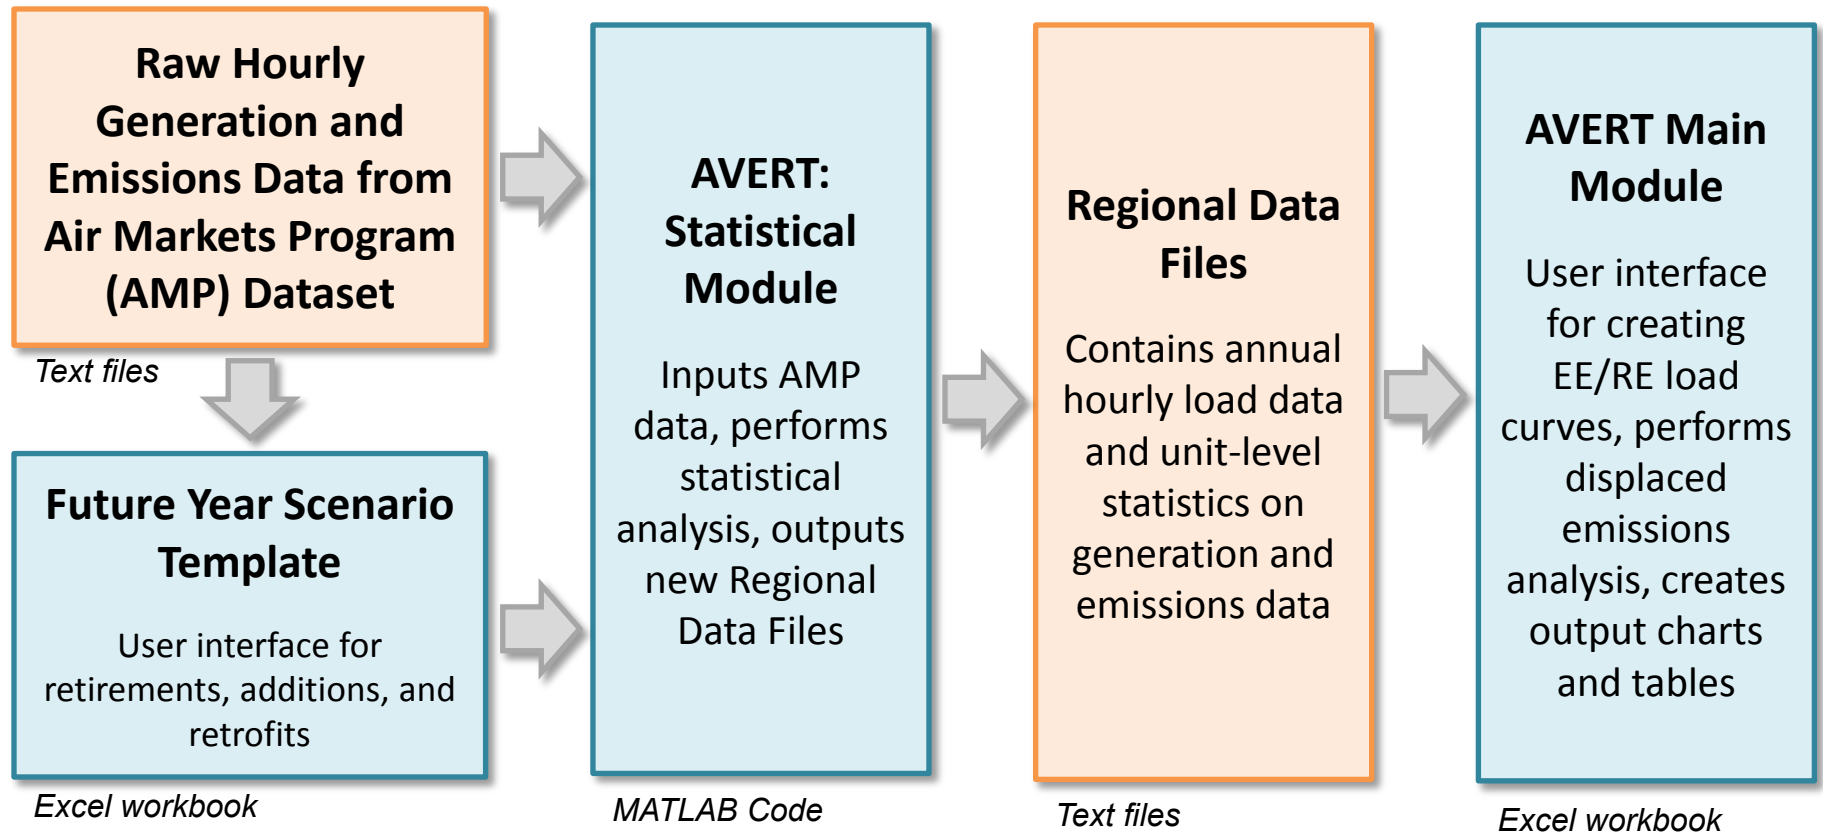 Raw Hourly
Generation and
Emissions Data from
Air Markets Program
(AMP) Dataset
Text files
Future Year Scenario
Template
User interface for
retirements, additions, and
retrofits
Excel workbook
AVERT:
Statistical
Module
Inputs AMP
data, performs
statistical
analysis, outputs
new Regional
Data Files
MATLAB Code
Regional Data
Files
Contains annual
hourly load data
and unit-level
statistics on
generation and
emissions data
Text files
AVERT Main
Module
User interface
for creating
EE/RE load
curves, performs
displaced
emissions
analysis, creates
output charts
and tables
Excel workbook